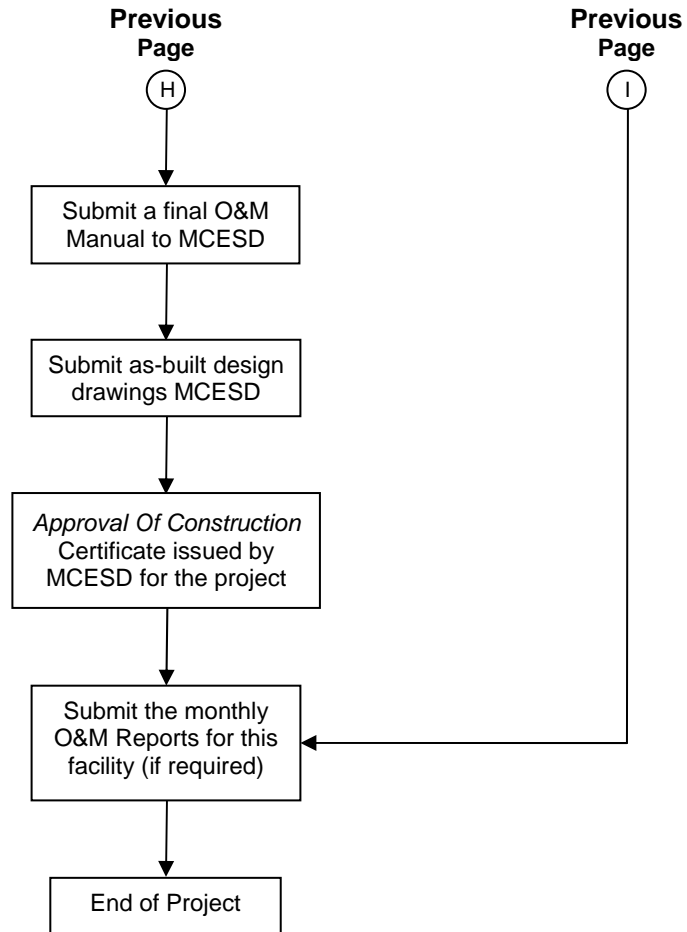 Previous
Page
H
Previous
Page
I
Submit a final O&M
Manual to MCESD
Submit as-built design
drawings MCESD
Approval Of Construction
Certificate issued by
MCESD for the project
Submit the monthly
O&M Reports for this
facility (if required)
End of Project